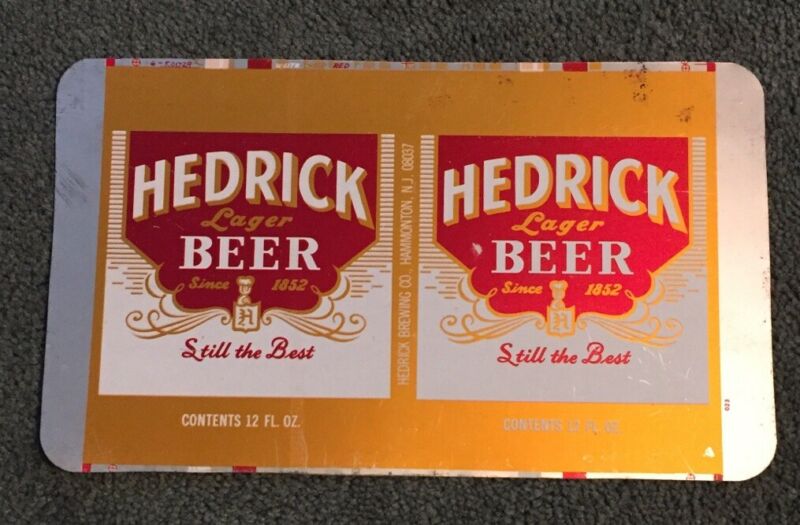 WHITE RED
HEDRICK
Lager
BEER
Since 1852
H
Still the Best
CONTENTS 12 FL. OZ.
HEDRICK BREWING CO., HAMMONTON, N.J. 08037
HEDRICK
Lager
BEER
Since 1852
H
Still the Best
CONTENTS 12 FL. OZ.
023